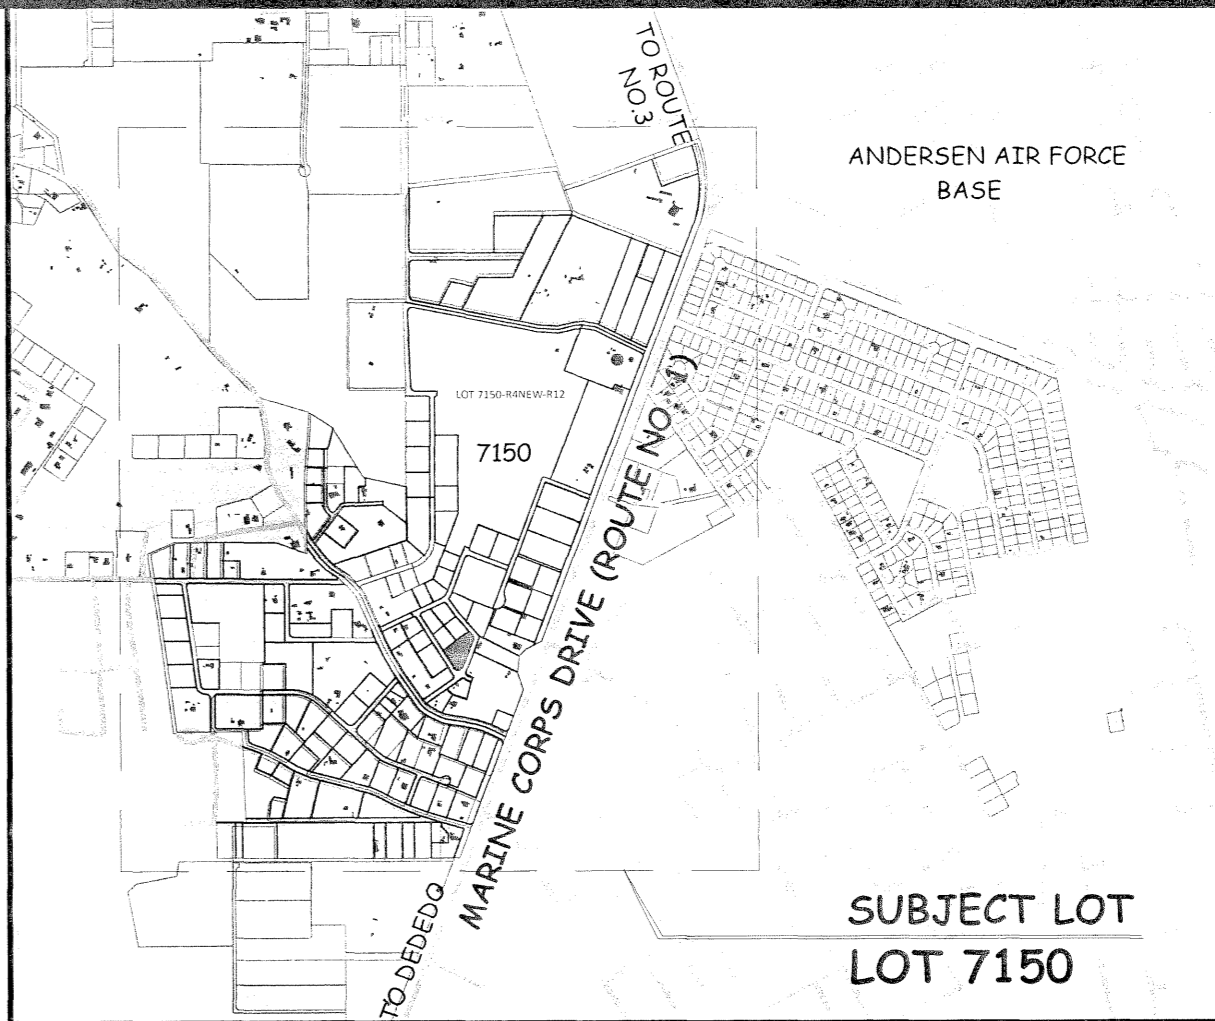 TO ROUTE
NO.3
ANDERSEN AIR FORCE
BASE
LOT 7150-R4NEW-R12
7150
MARINE CORPS DRIVE (ROUTE NO. 1)
TO DEDEDO
SUBJECT LOT
LOT 7150